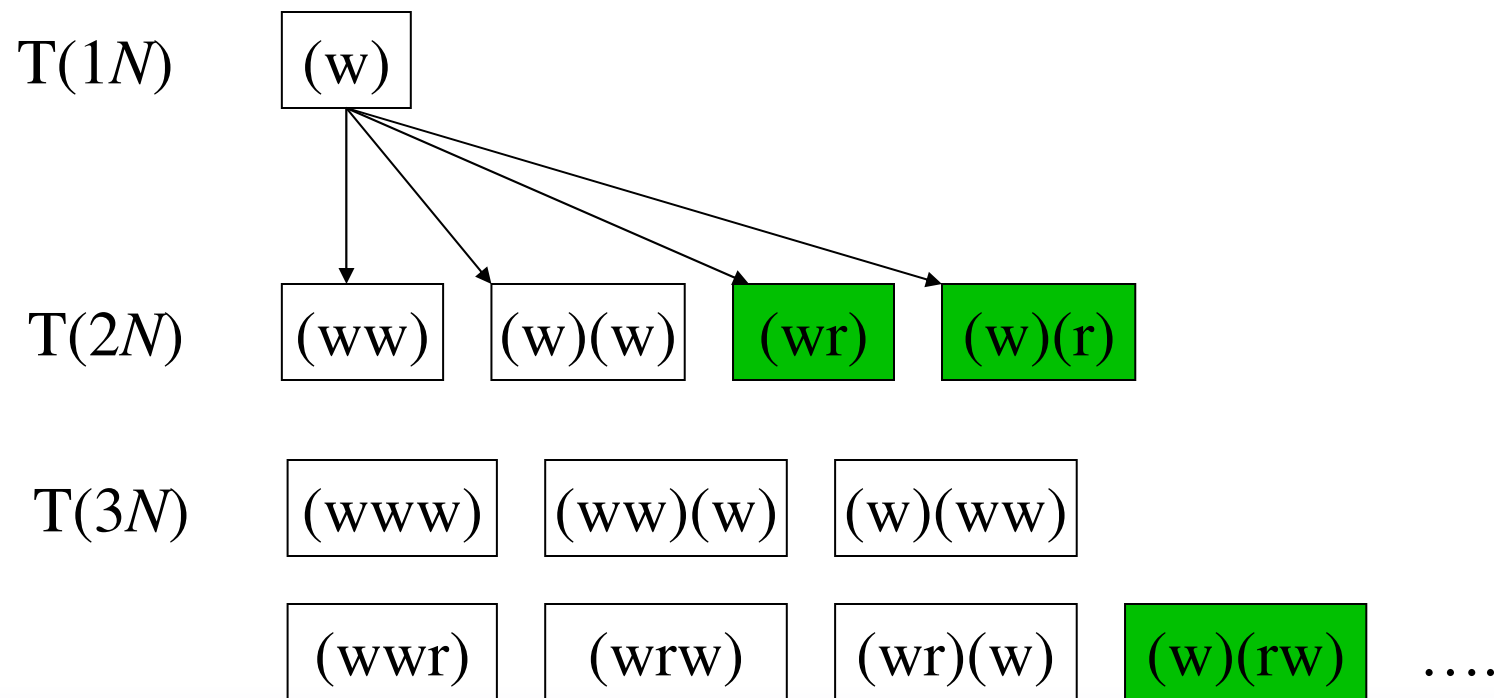 T(1N) (w)
T(2N) (ww) (w)(w) (wr) (w)(r)
T(3N) (www) (ww)(w) (w)(ww)
(wwr) (wrw) (wr)(w) (w)(rw) ....